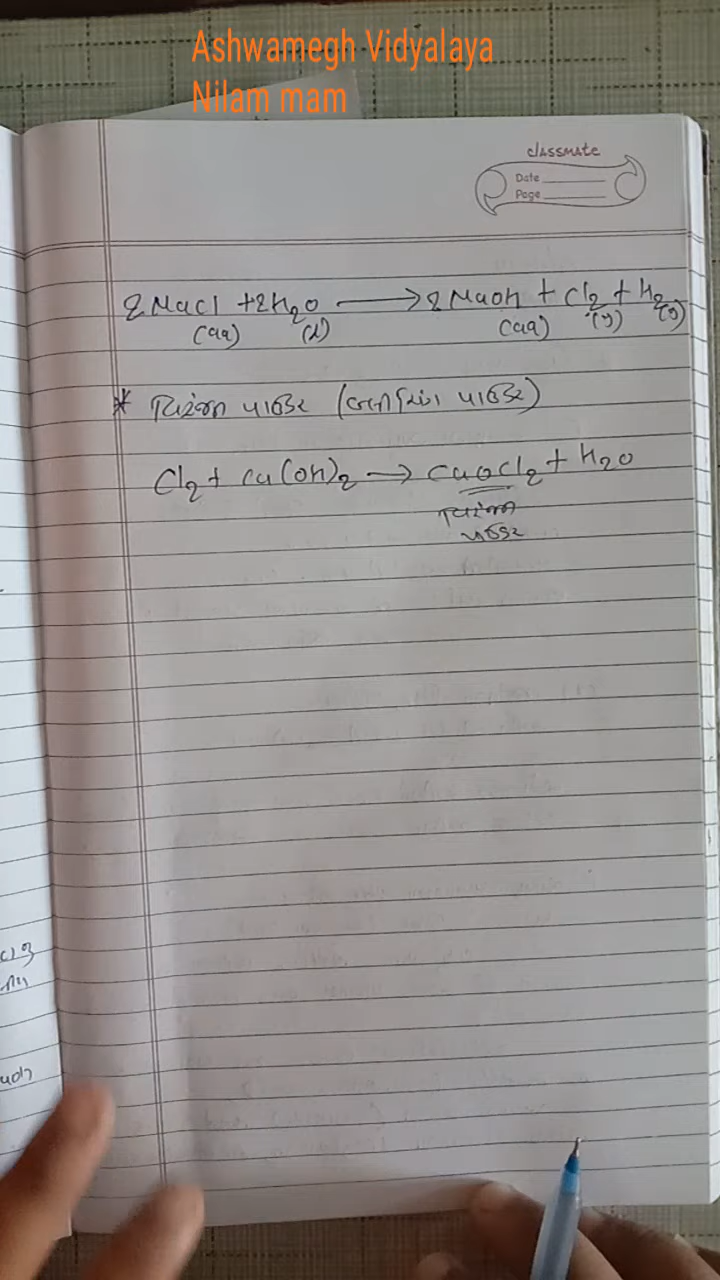 Ashwamegh Vidyalaya
Nilam mam
classmate
Date
Page
2NaCl + 2H2O ⟶ 2NaOH + Cl2 + H2
(aq) (l) (aq) (g) (g)
* વિરંજન પાઉડર (બ્લીચિંગ પાઉડર)
Cl2 + Ca(OH)2 ⟶ CaOCl2 + H2O
વિરંજન
પાઉડર